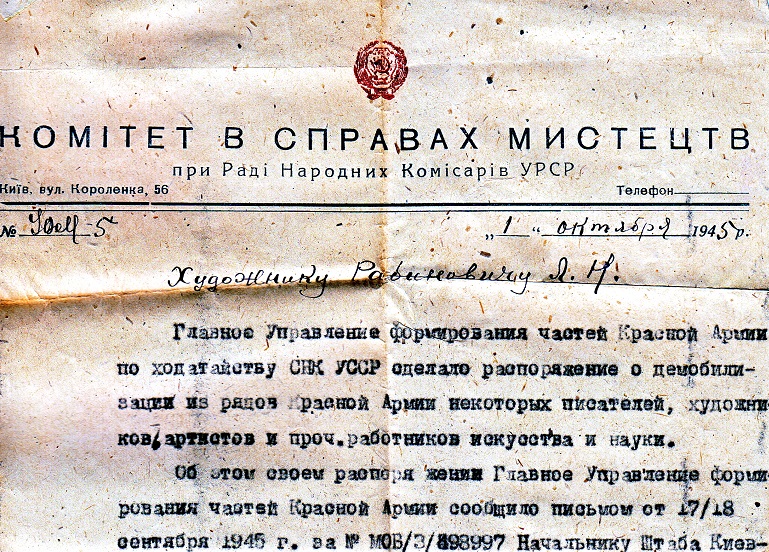 КОМІТЕТ В СПРАВАХ МИСТЕЦТВ
при Раді Народних Комісарів УРСР
Київ, вул. Короленка, 56 Телефон
№ -5 „1“ октября 1945 р.
Художнику Рабиновичу Я. Н.
Главное Управление формирования частей Красной Армии
по ходатайству СНК УССР сделало распоряжение о демобили-
зации из рядов Красной Армии некоторых писателей, художни-
ков, артистов и проч. работников искусства и науки.
Об этом своем распоря жении Главное Управление форми-
рования частей Красной Армии сообщило письмом от 17/18
сентября 1945 г. за № МОБ/3/898997 Начальнику Штаба Киев-